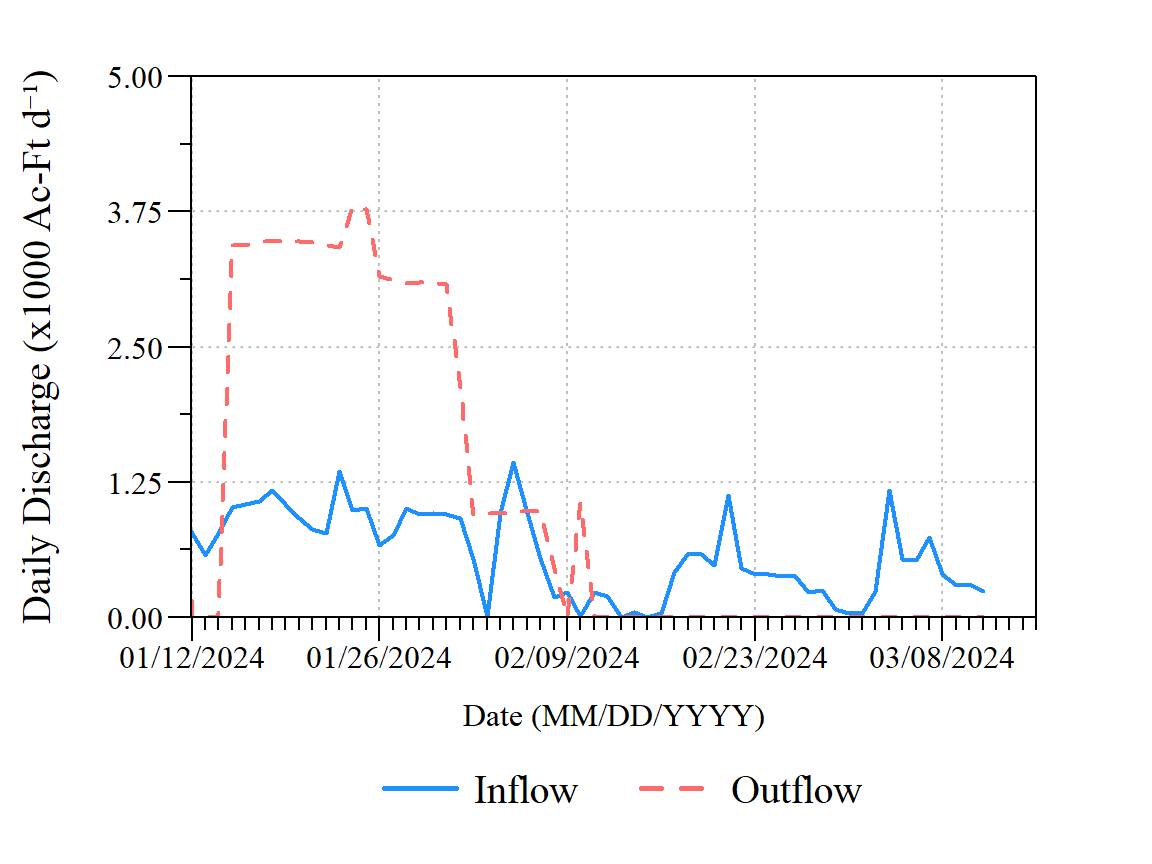 Daily Discharge (x1000 Ac-Ft d⁻¹)
5.00
3.75
2.50
1.25
0.00
01/12/2024 01/26/2024 02/09/2024 02/23/2024 03/08/2024
Date (MM/DD/YYYY)
Inflow Outflow